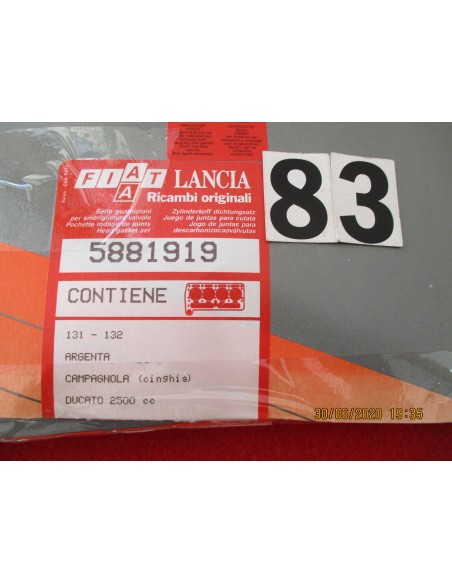 FIAT LANCIA
A
Ricambi originali
Serie guarnizioni
per smerigliatura valvole
Pochette rodage de joints
Head gasket set
Zylinderkopf dichtungsatz
Juego de juntas para culata
Jogo de juntas para
descarbonizacao/válvulas
5881919
CONTIENE
131 - 132
ARGENTA
CAMPAGNOLA (cinghia)
DUCATO 2500 cc
83
30/06/2020 19:35